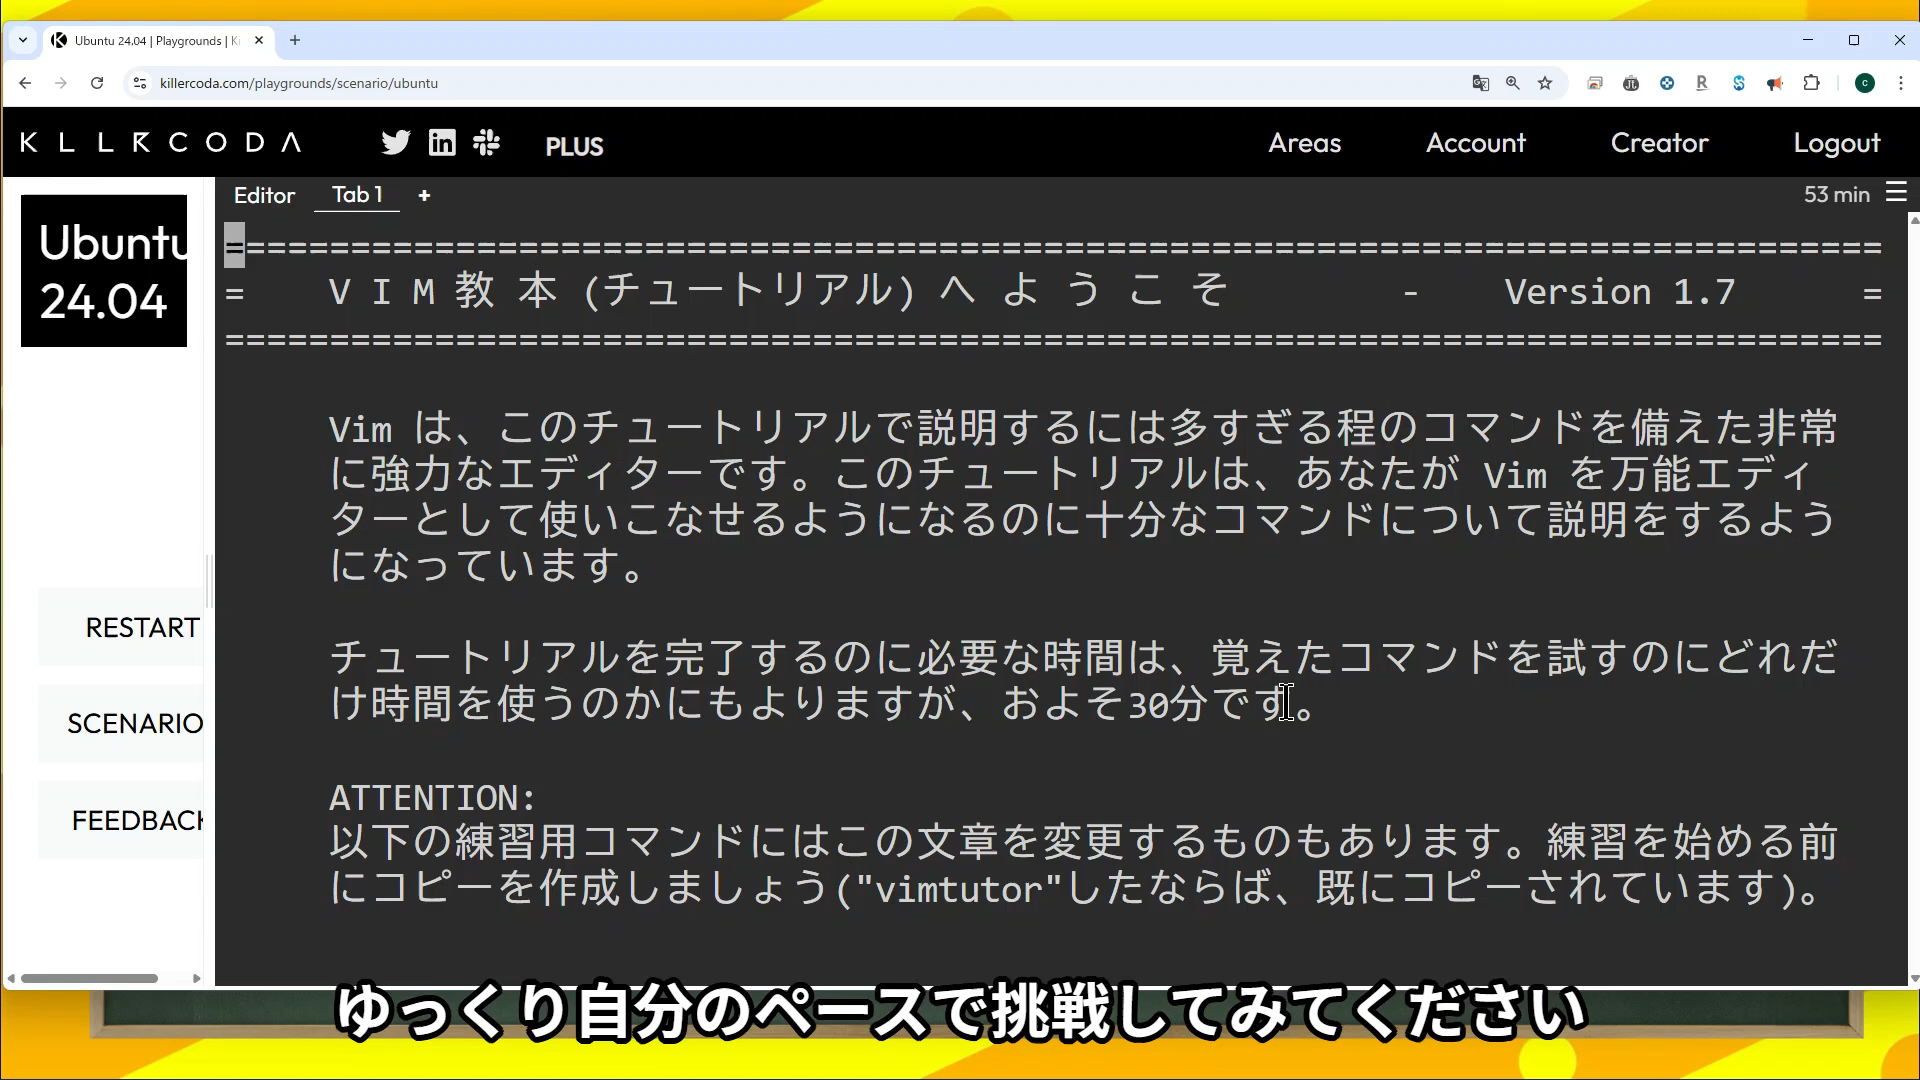 Ubuntu 24.04 | Playgrounds | Ki
killercoda.com/playgrounds/scenario/ubuntu
KLLRCODA
PLUS
Areas
Account
Creator
Logout
Ubuntu
24.04
RESTART
SCENARIO
FEEDBACK
Editor
Tab 1
+
53 min
===============================================================================
= V I M 教 本 (チュートリアル) へ よ う こ そ - Version 1.7 =
===============================================================================
Vim は、このチュートリアルで説明するには多すぎる程のコマンドを備えた非常
に強力なエディターです。このチュートリアルは、あなたが Vim を万能エディ
ターとして使いこなせるようになるのに十分なコマンドについて説明をするよう
になっています。
チュートリアルを完了するのに必要な時間は、覚えたコマンドを試すのにどれだ
け時間を使うのかにもよりますが、およそ30分です。
ATTENTION:
以下の練習用コマンドにはこの文章を変更するものもあります。練習を始める前
にコピーを作成しましょう("vimtutor"したならば、既にコピーされています)。
ゆっくり自分のペースで挑戦してみてください